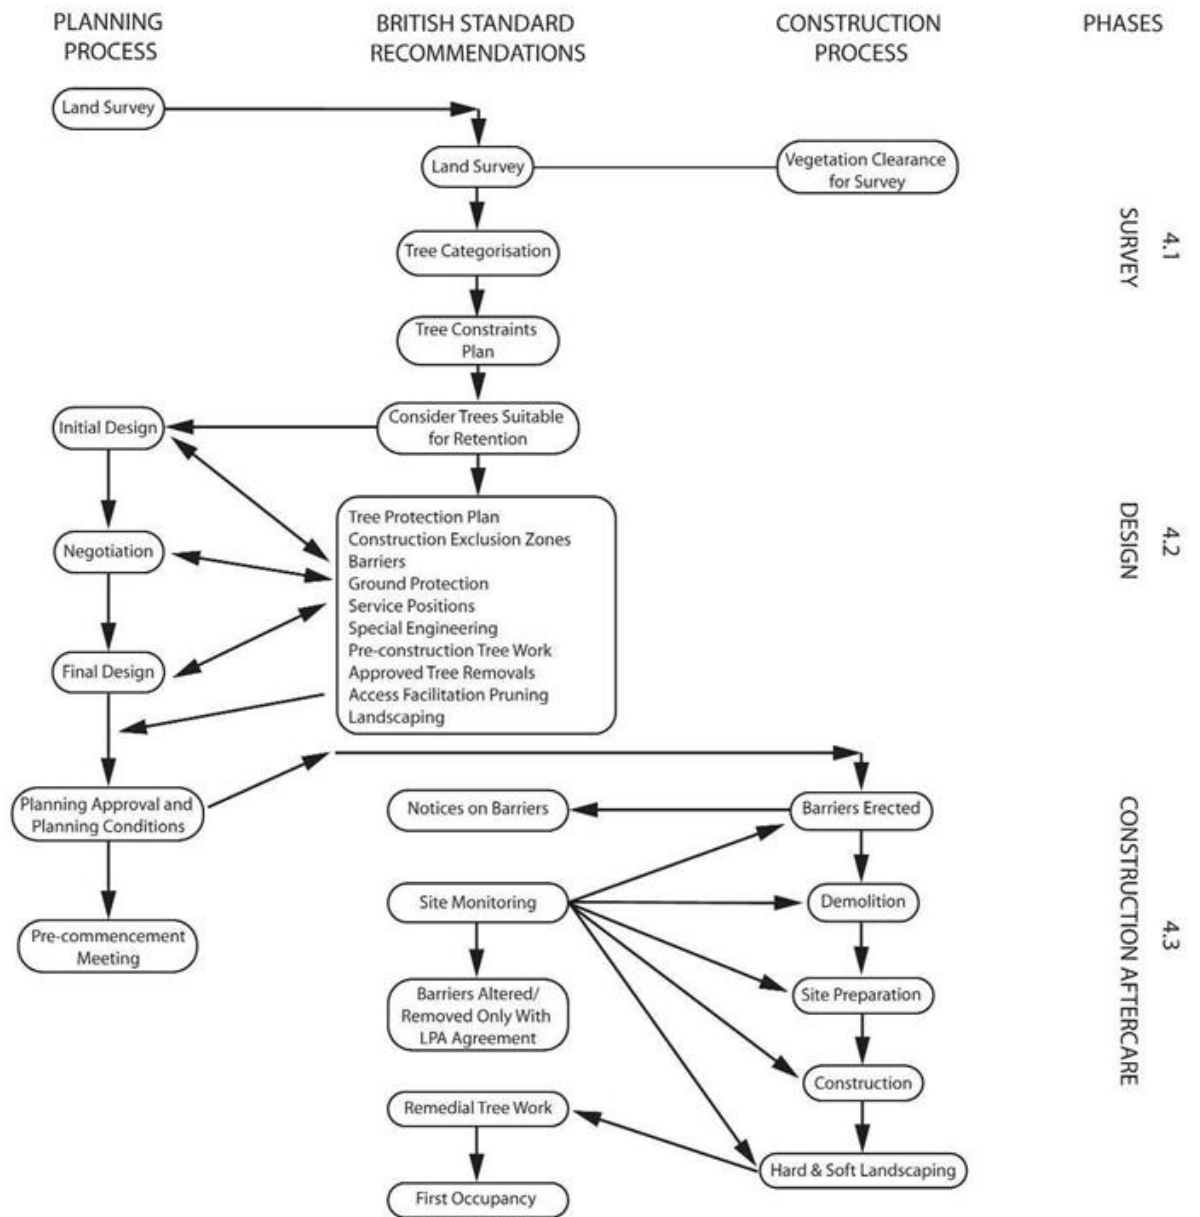 PLANNING
PROCESS
BRITISH STANDARD
RECOMMENDATIONS
CONSTRUCTION
PROCESS
PHASES
Land Survey
Land Survey
Vegetation Clearance
for Survey
Tree Categorisation
4.1
SURVEY
Tree Constraints
Plan
Initial Design
Consider Trees Suitable
for Retention
Negotiation
Final Design
Tree Protection Plan
Construction Exclusion Zones
Barriers
Ground Protection
Service Positions
Special Engineering
Pre-construction Tree Work
Approved Tree Removals
Access Facilitation Pruning
Landscaping
4.2
DESIGN
Planning Approval and
Planning Conditions
Pre-commencement
Meeting
Notices on Barriers
Barriers Erected
Site Monitoring
Demolition
Barriers Altered/
Removed Only With
LPA Agreement
Site Preparation
Construction
Remedial Tree Work
Hard & Soft Landscaping
First Occupancy
4.3
CONSTRUCTION AFTERCARE